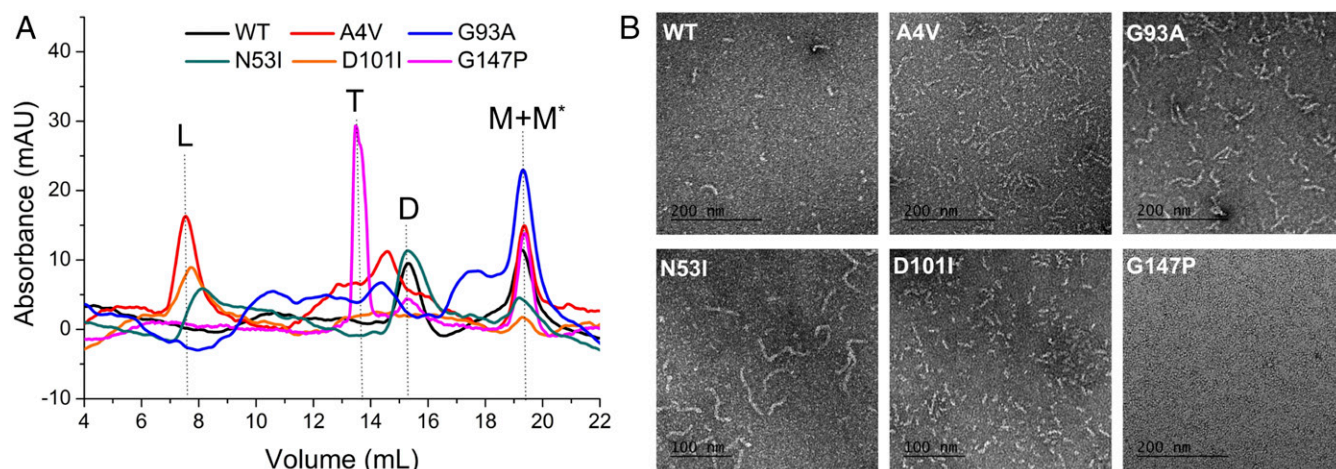 A
WT A4V G93A
N53I D101I G147P
L
T
D
M+M*
Absorbance (mAU)
40
30
20
10
0
-10
4 6 8 10 12 14 16 18 20 22
Volume (mL)
B
WT
200 nm
A4V
200 nm
G93A
200 nm
N53I
100 nm
D101I
100 nm
G147P
200 nm